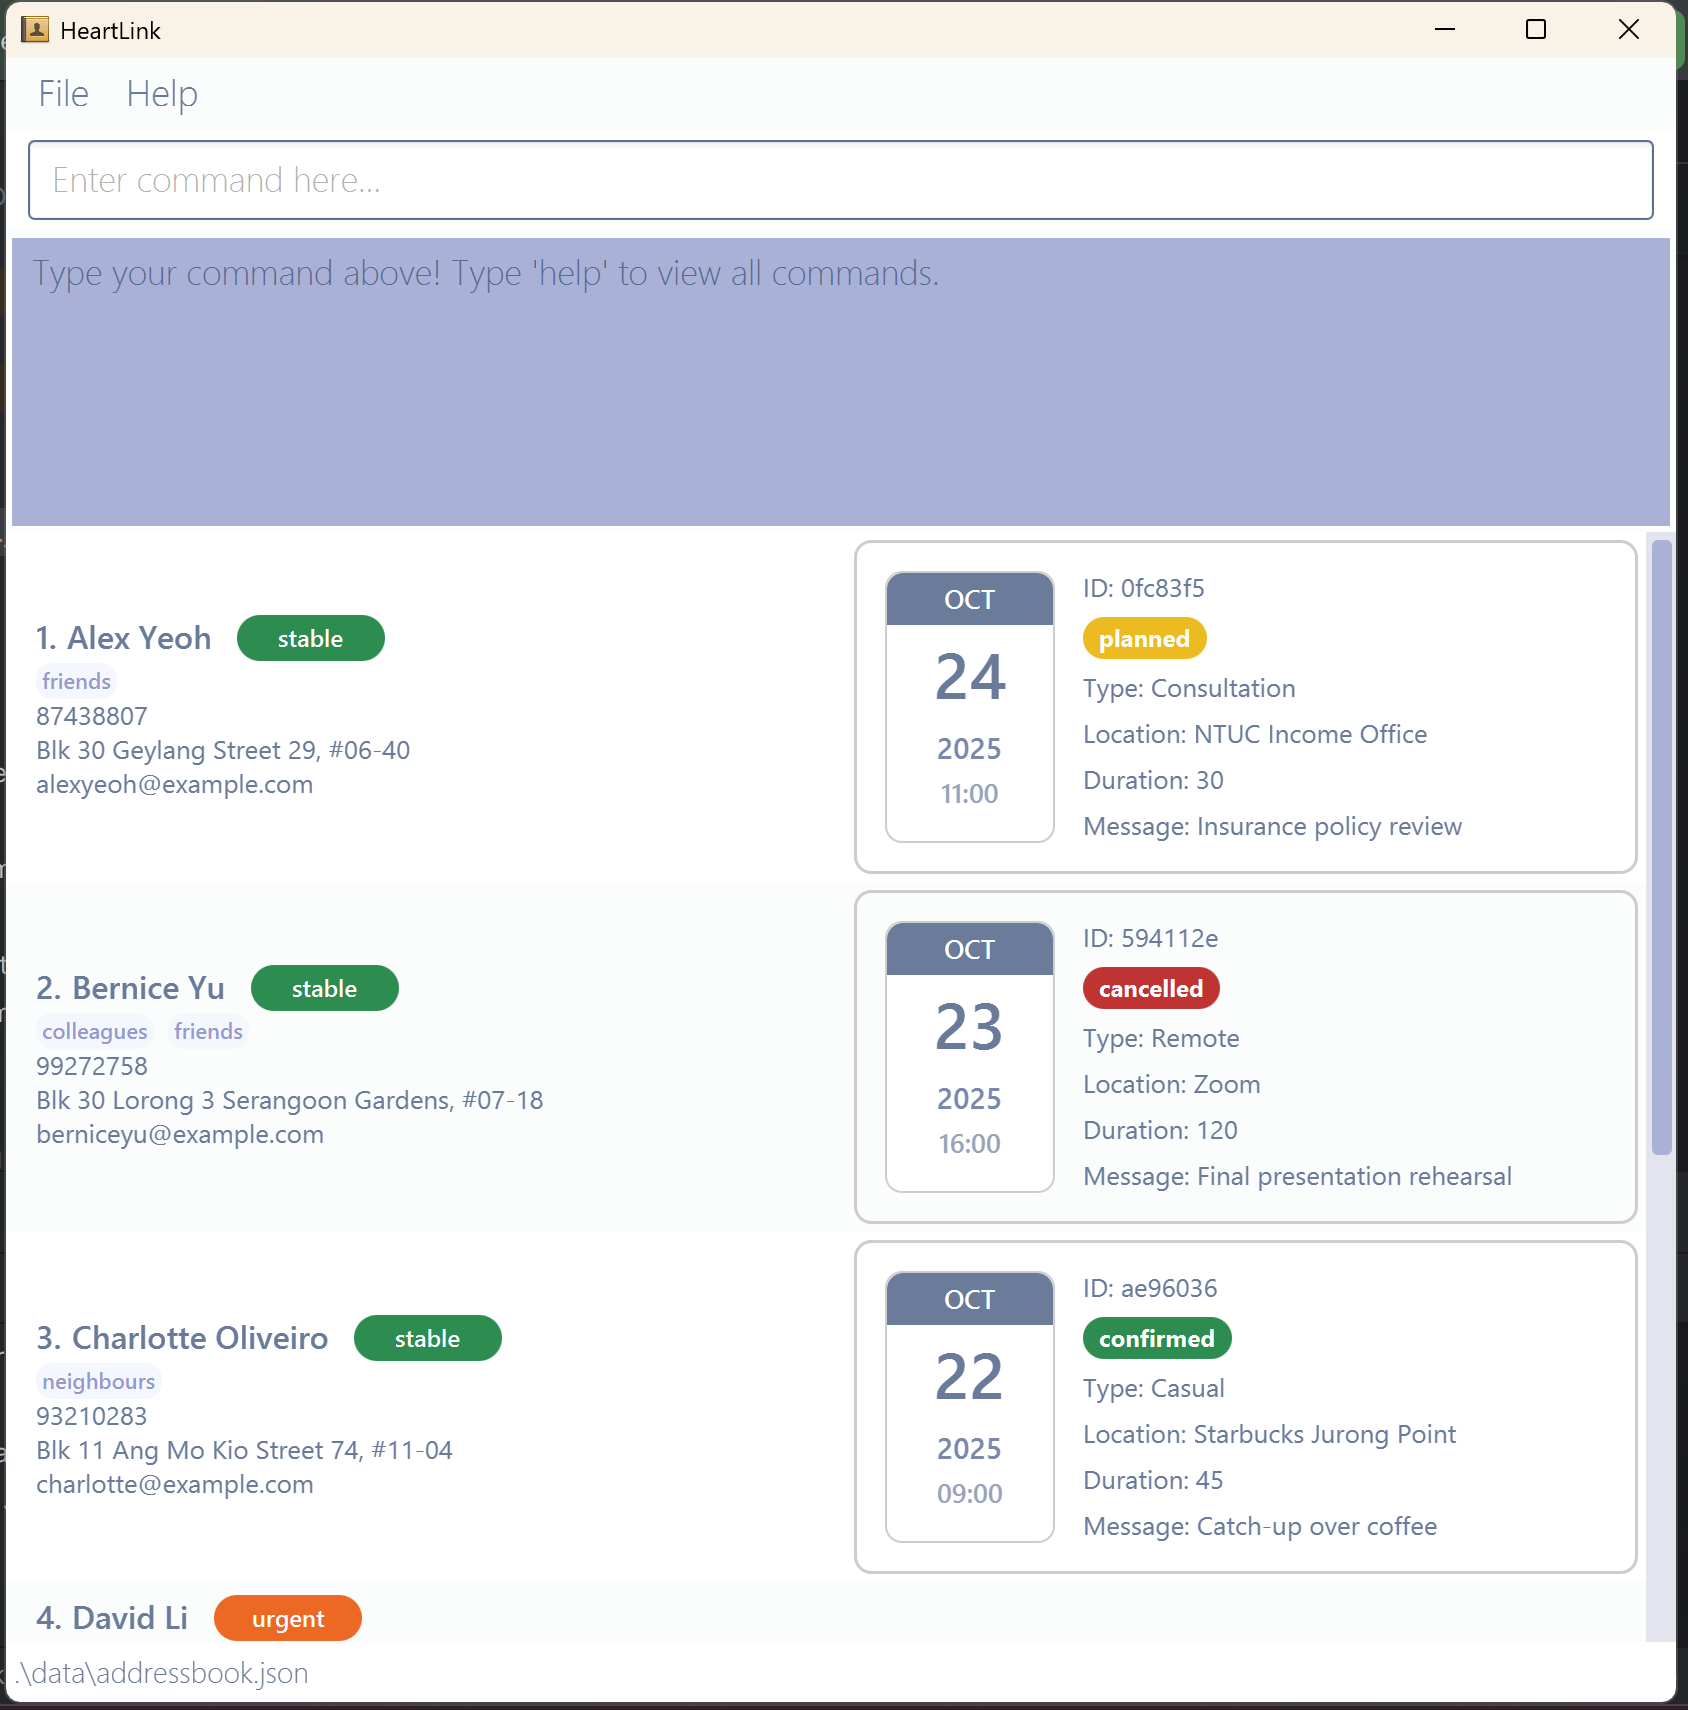 HeartLink
File Help
Enter command here...
Type your command above! Type 'help' to view all commands.
1. Alex Yeoh stable
friends
87438807
Blk 30 Geylang Street 29, #06-40
alexyeoh@example.com
OCT
24
2025
11:00
ID: 0fc83f5
planned
Type: Consultation
Location: NTUC Income Office
Duration: 30
Message: Insurance policy review
2. Bernice Yu stable
colleagues friends
99272758
Blk 30 Lorong 3 Serangoon Gardens, #07-18
berniceyu@example.com
OCT
23
2025
16:00
ID: 594112e
cancelled
Type: Remote
Location: Zoom
Duration: 120
Message: Final presentation rehearsal
3. Charlotte Oliveiro stable
neighbours
93210283
Blk 11 Ang Mo Kio Street 74, #11-04
charlotte@example.com
OCT
22
2025
09:00
ID: ae96036
confirmed
Type: Casual
Location: Starbucks Jurong Point
Duration: 45
Message: Catch-up over coffee
4. David Li urgent
.\data\addressbook.json